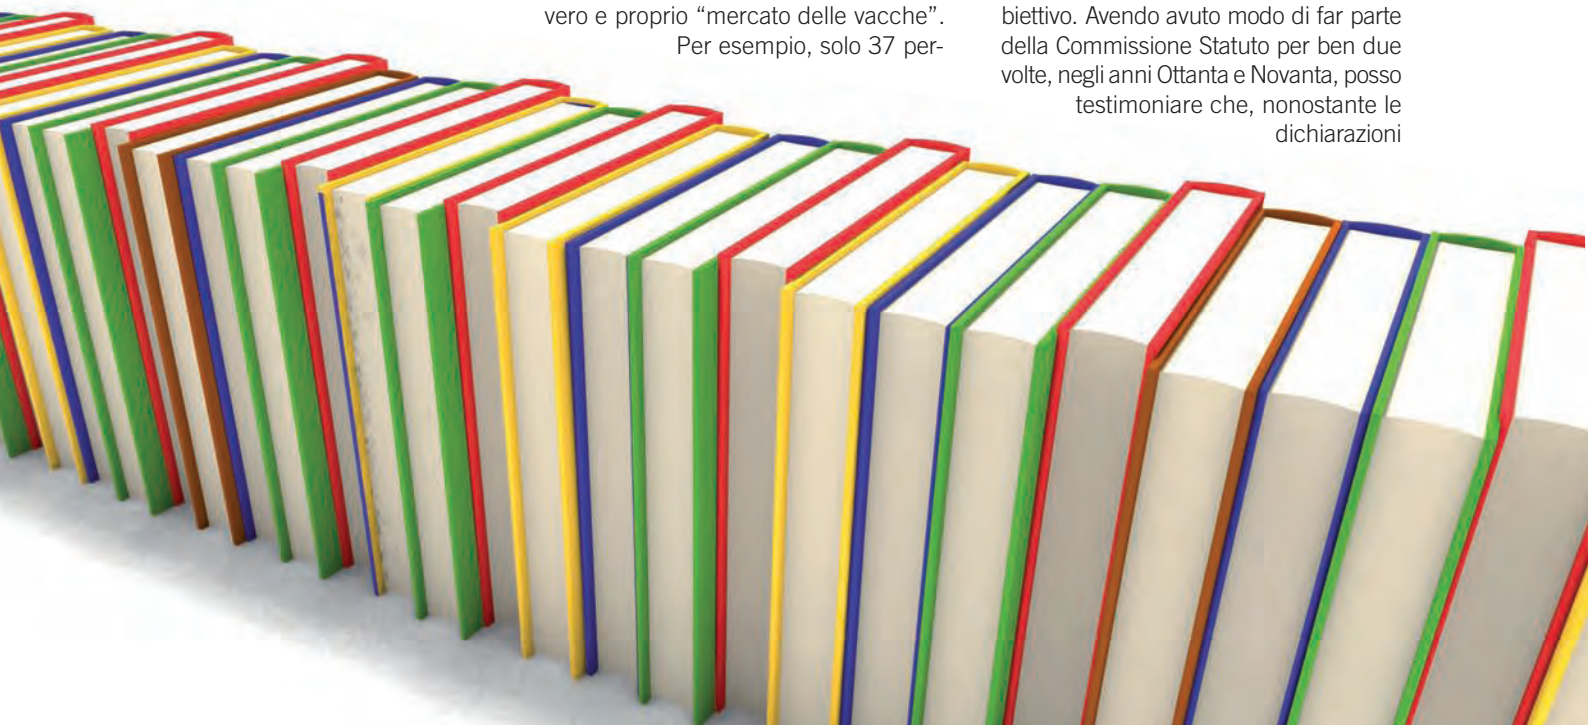 vero e proprio “mercato delle vacche”.
Per esempio, solo 37 per-
biettivo. Avendo avuto modo di far parte
della Commissione Statuto per ben due
volte, negli anni Ottanta e Novanta, posso
testimoniare che, nonostante le
dichiarazioni